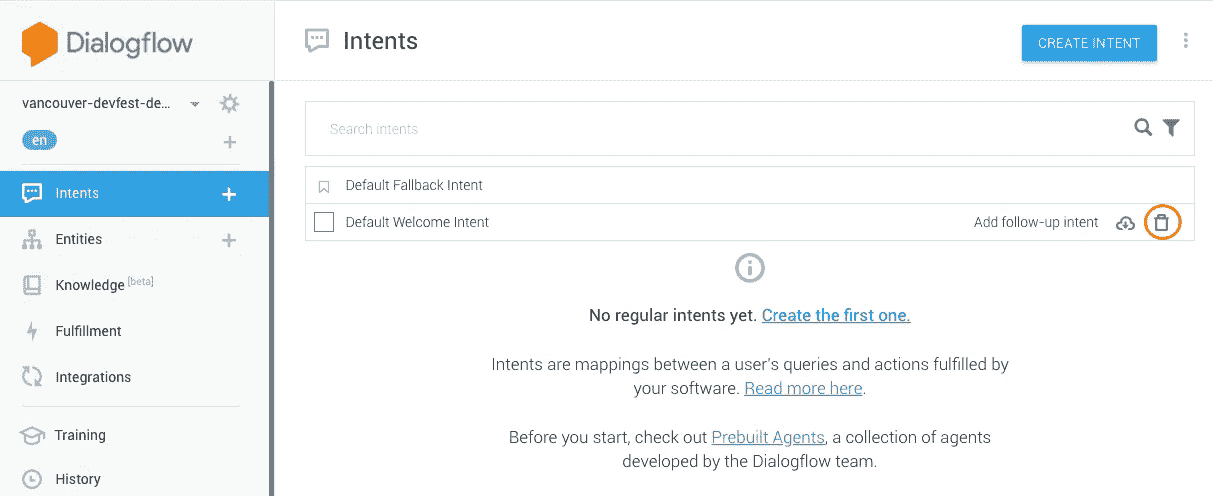 Dialogflow
Intents
CREATE INTENT
vancouver-devfest-de...
en
Search intents
Intents
Default Fallback Intent
Default Welcome Intent
Add follow-up intent
Entities
Knowledge [beta]
Fulfillment
Integrations
Training
History
No regular intents yet. Create the first one.
Intents are mappings between a user's queries and actions fulfilled by
your software. Read more here.
Before you start, check out Prebuilt Agents, a collection of agents
developed by the Dialogflow team.